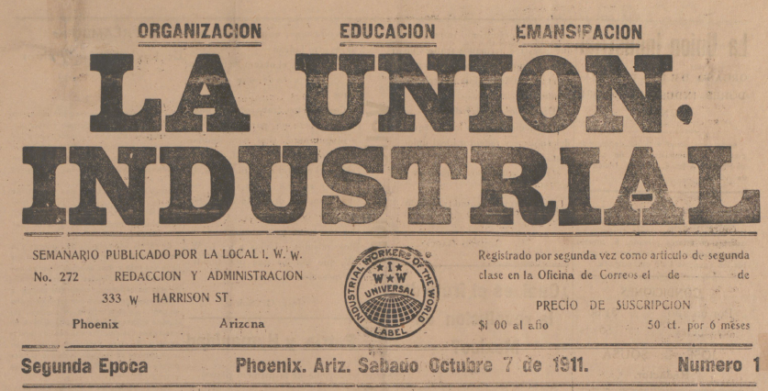 ORGANIZACION EDUCACION EMANSIPACION
LA UNION.
INDUSTRIAL
SEMANARIO PUBLICADO POR LA LOCAL I. W. W.
No. 272 REDACCION Y ADMINISTRACION
333 W HARRISON ST.
Phoenix Arizona
INDUSTRIAL WORKERS OF THE WORLD
I
W W
UNIVERSAL
LABEL
Registrado por segunda vez como articulo de segunda
clase en la Oficina de Correos el de de
PRECIO DE SUSCRIPCION
$1 00 al año 50 ct. por 6 meses
Segunda Epoca Phoenix. Ariz. Sabado Octubre 7 de 1911. Numero 1